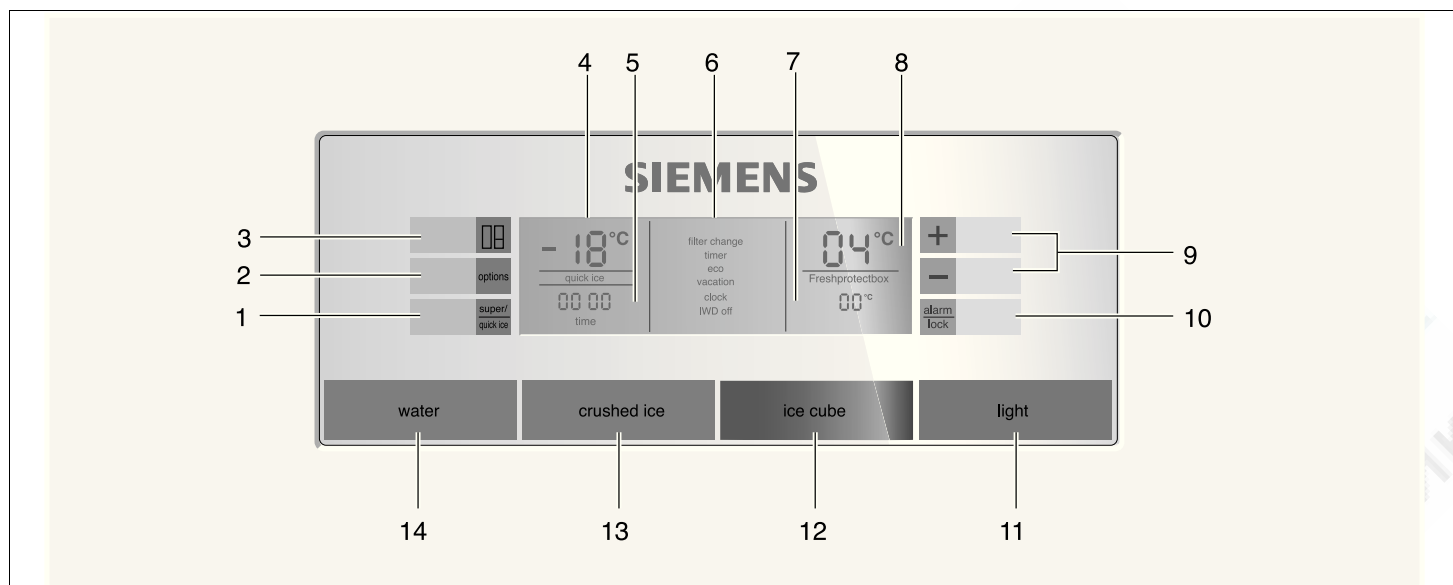 4 5 6 7 8
SIEMENS
3
2 options
1 super/
quick ice
-18°C
quick ice
00 00
time
filter change
timer
eco
vacation
clock
IWD off
04°C
Freshprotectbox
00°C
+
−
9
alarm
lock
10
water crushed ice ice cube light
14 13 12 11